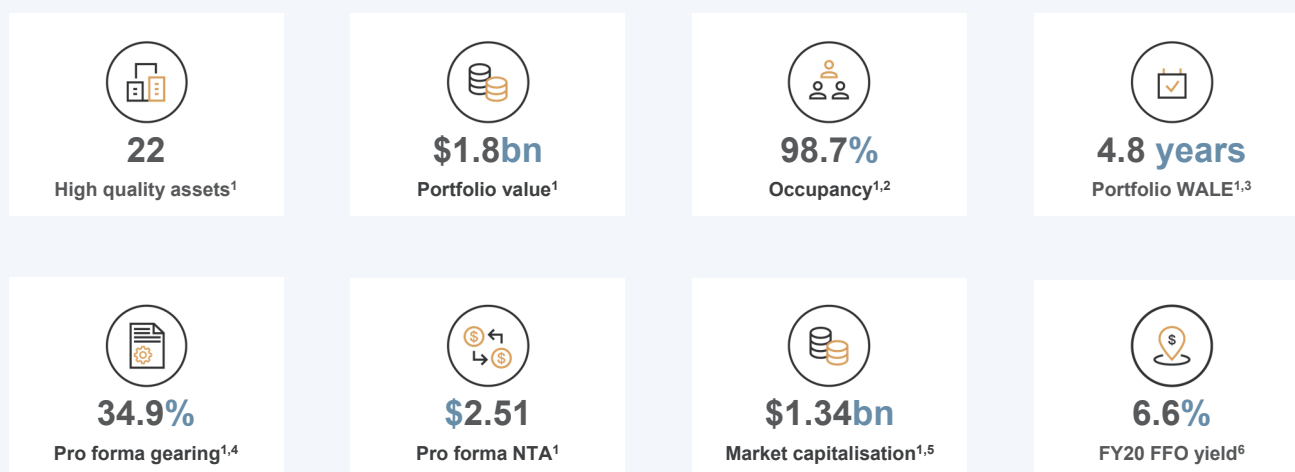 22
High quality assets1
$1.8bn
Portfolio value1
98.7%
Occupancy1,2
4.8 years
Portfolio WALE1,3
34.9%
Pro forma gearing1,4
$ $
$2.51
Pro forma NTA1
$1.34bn
Market capitalisation1,5
$
6.6%
FY20 FFO yield6